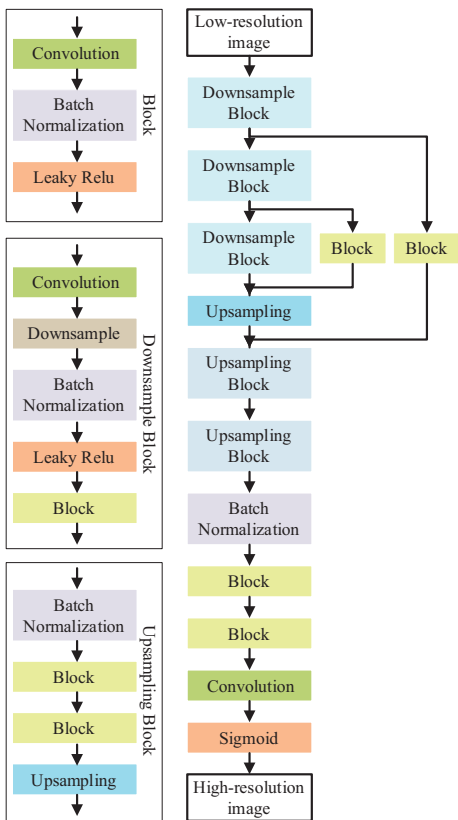 Convolution
Batch
Normalization
Leaky Relu
Block
Convolution
Downsample
Batch
Normalization
Leaky Relu
Block
Downsample Block
Batch
Normalization
Block
Block
Upsampling
Upsampling Block
Low-resolution
image
Downsample
Block
Downsample
Block
Downsample
Block
Block
Block
Upsampling
Upsampling
Block
Upsampling
Block
Batch
Normalization
Block
Block
Convolution
Sigmoid
High-resolution
image